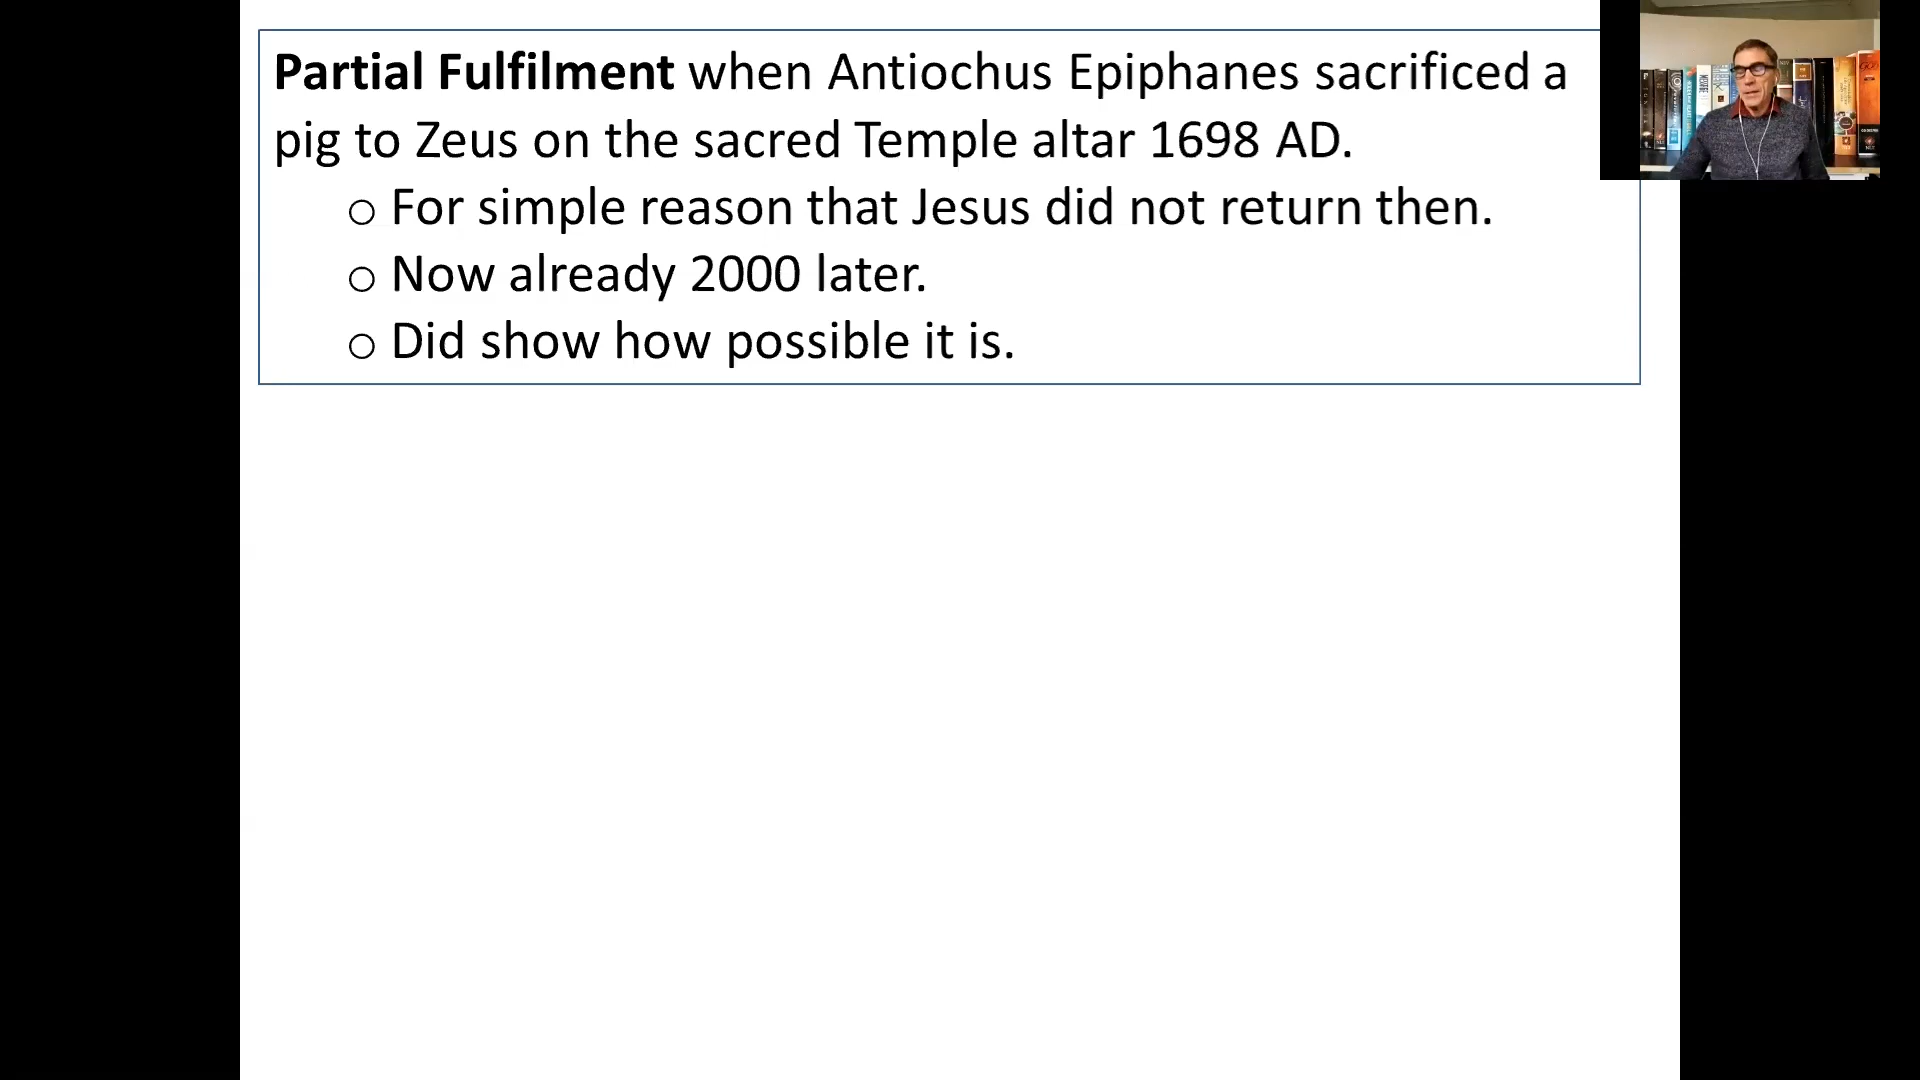 Partial Fulfilment when Antiochus Epiphanes sacrificed a
pig to Zeus on the sacred Temple altar 1698 AD.
○ For simple reason that Jesus did not return then.
○ Now already 2000 later.
○ Did show how possible it is.